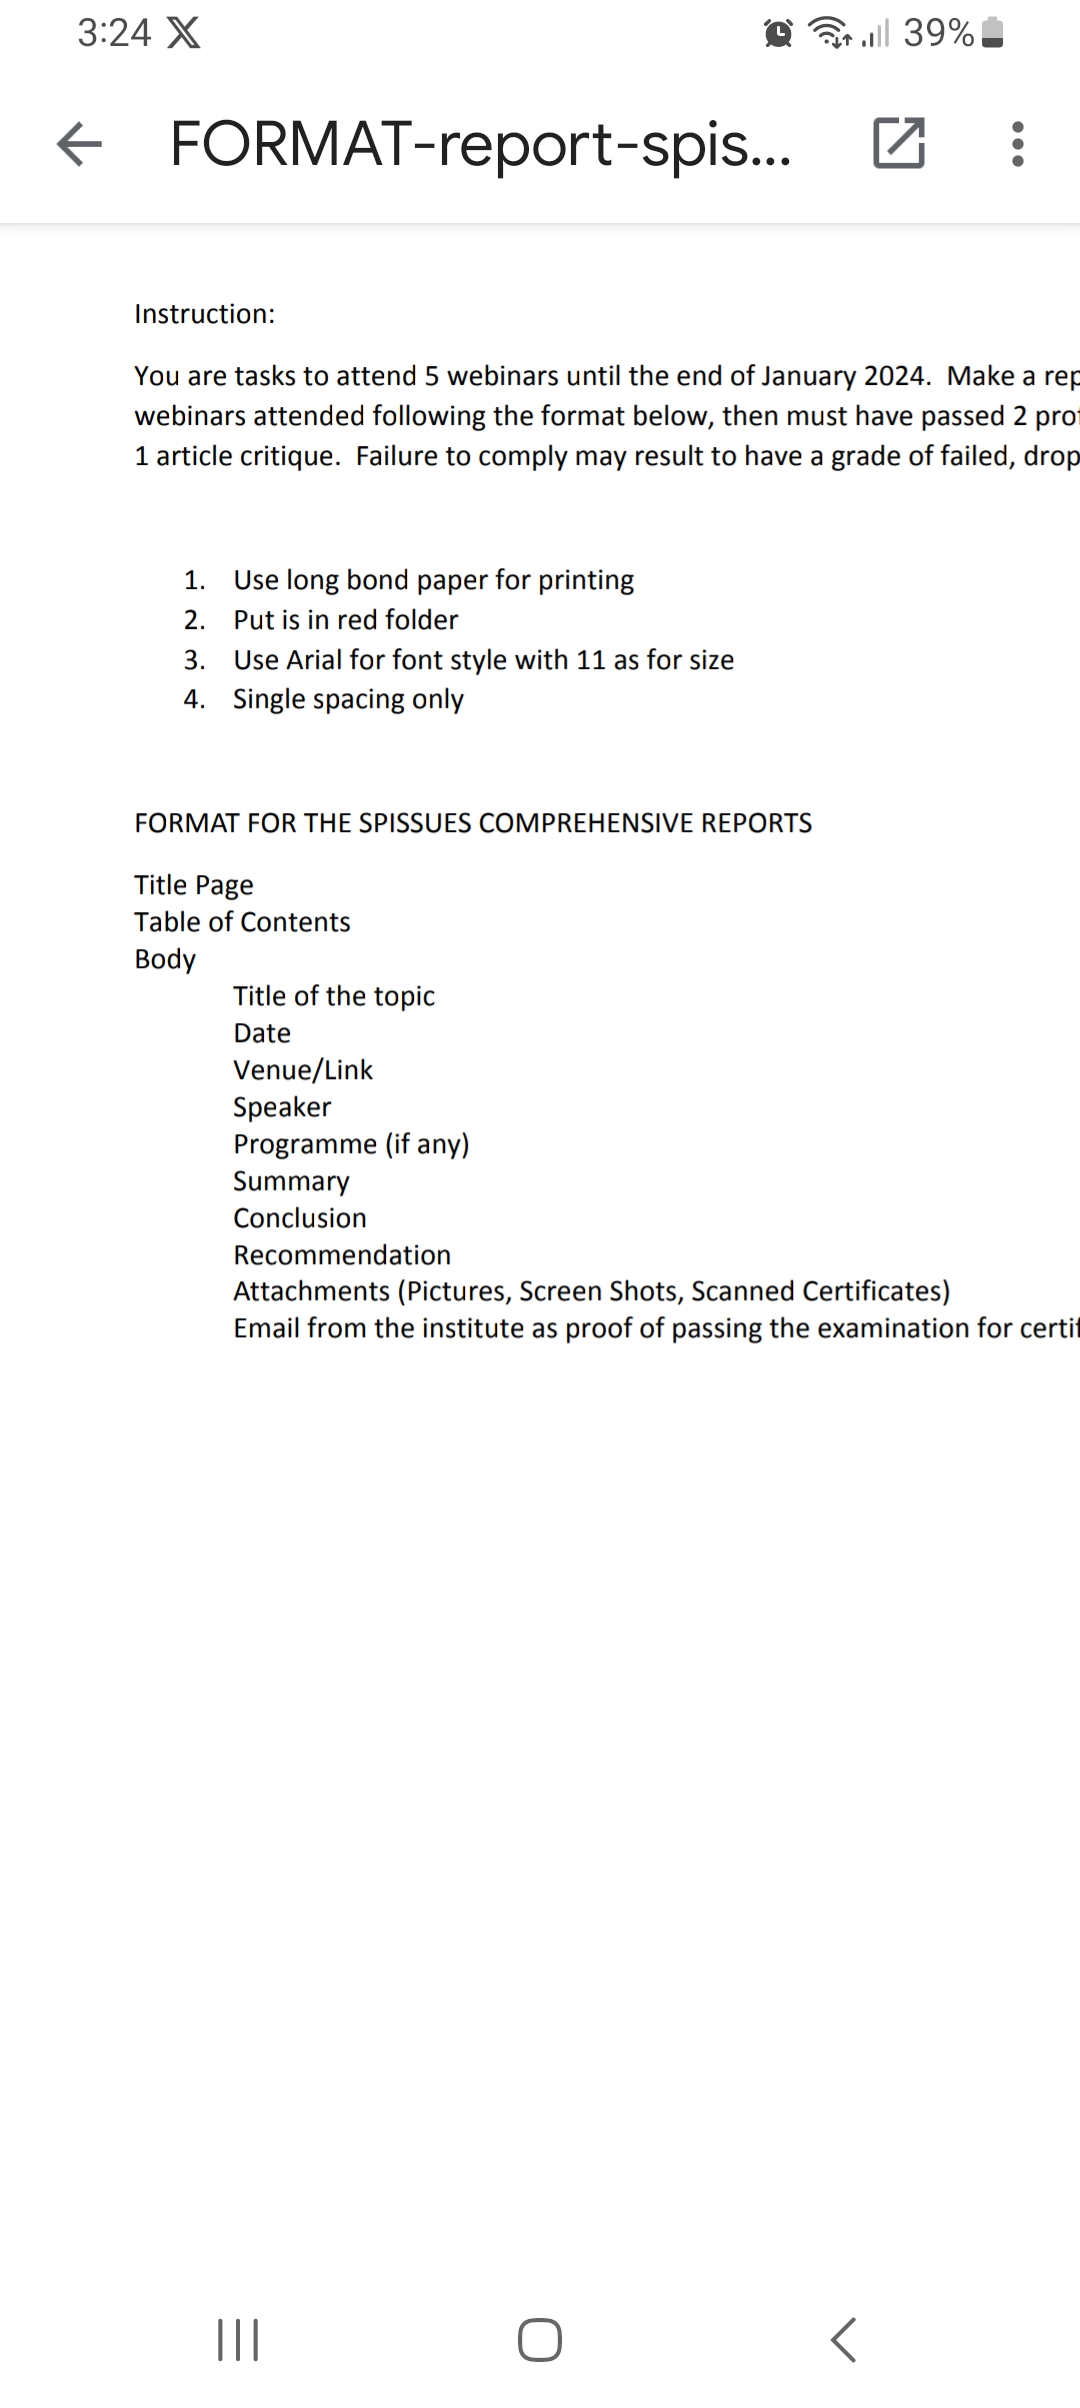 3:24
39%
FORMAT-report-spis...
Instruction:
You are tasks to attend 5 webinars until the end of January 2024. Make a rep
webinars attended following the format below, then must have passed 2 prof
1 article critique. Failure to comply may result to have a grade of failed, drop
1. Use long bond paper for printing
2. Put is in red folder
3. Use Arial for font style with 11 as for size
4. Single spacing only
FORMAT FOR THE SPISSUES COMPREHENSIVE REPORTS
Title Page
Table of Contents
Body
Title of the topic
Date
Venue/Link
Speaker
Programme (if any)
Summary
Conclusion
Recommendation
Attachments (Pictures, Screen Shots, Scanned Certificates)
Email from the institute as proof of passing the examination for certif